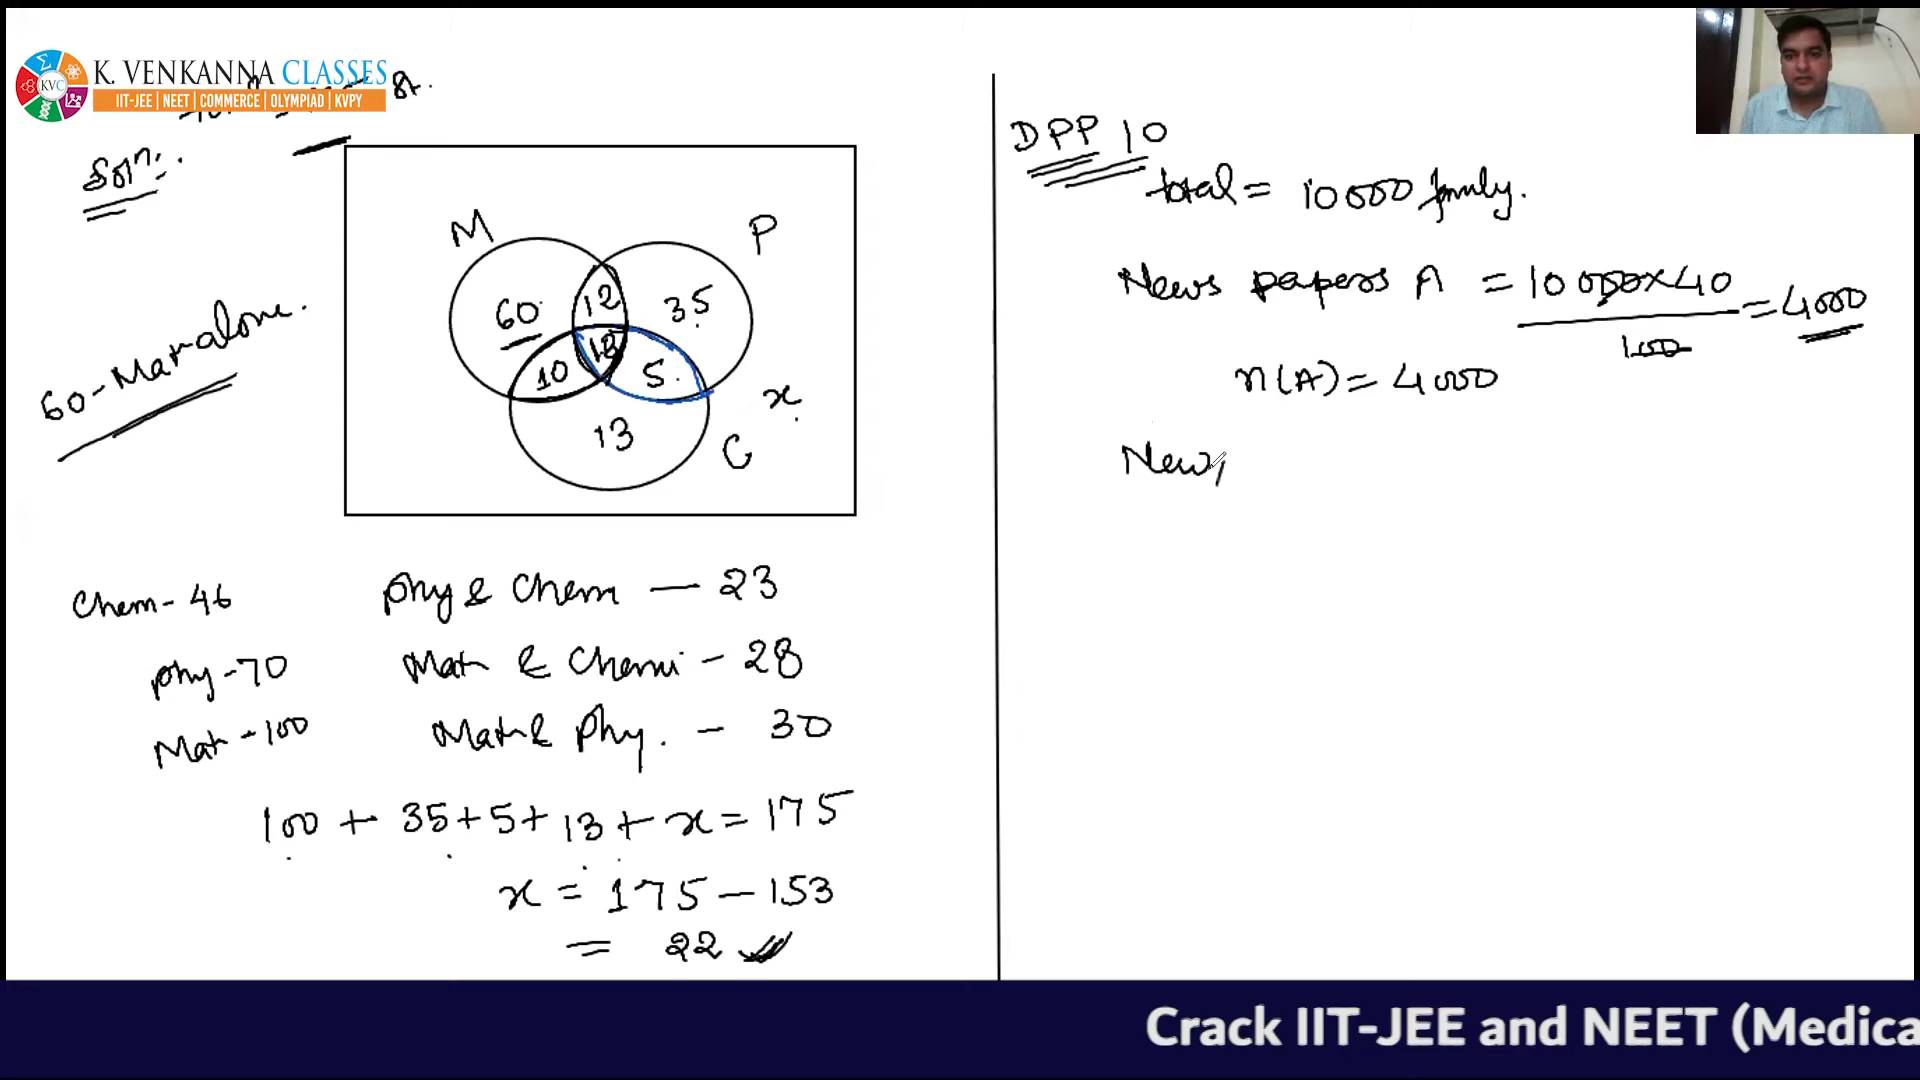 K. VENKANNA CLASSES
IIT-JEE | NEET | COMMERCE | OLYMPIAD | KVPY
KVC
st.
Soln.
60-Mat alone.
M
P
60
12
35
10
18
5
13
x
C
Chem - 46
Phy & Chem — 23
Phy - 70
Mat & Chemi - 28
Mat - 100
Mat & Phy. - 30
100 + 35 + 5 + 13 + x = 175
x = 175 - 153
= 22
DPP 10
total = 10000 family.
News papers A = 10000×40 / 100 = 4000
n(A) = 4000
News
Crack IIT-JEE and NEET (Medica